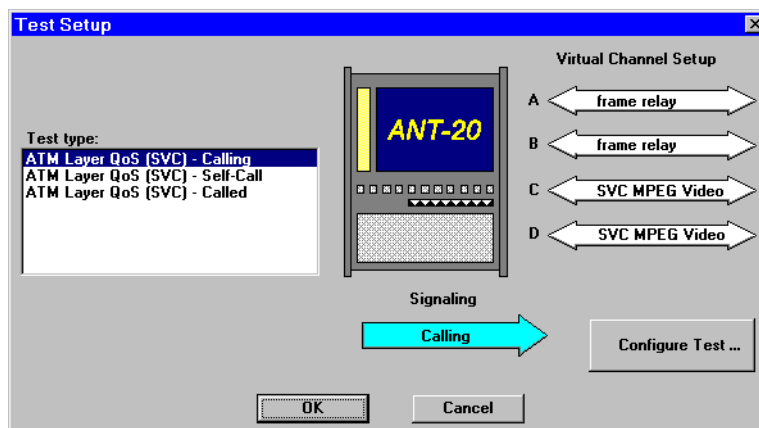 Test Setup
Virtual Channel Setup
A frame relay
ANT-20
Test type:
B frame relay
ATM Layer QoS (SVC) - Calling
ATM Layer QoS (SVC) - Self-Call
ATM Layer QoS (SVC) - Called
C SVC MPEG Video
D SVC MPEG Video
Signaling
Calling
Configure Test ...
OK
Cancel